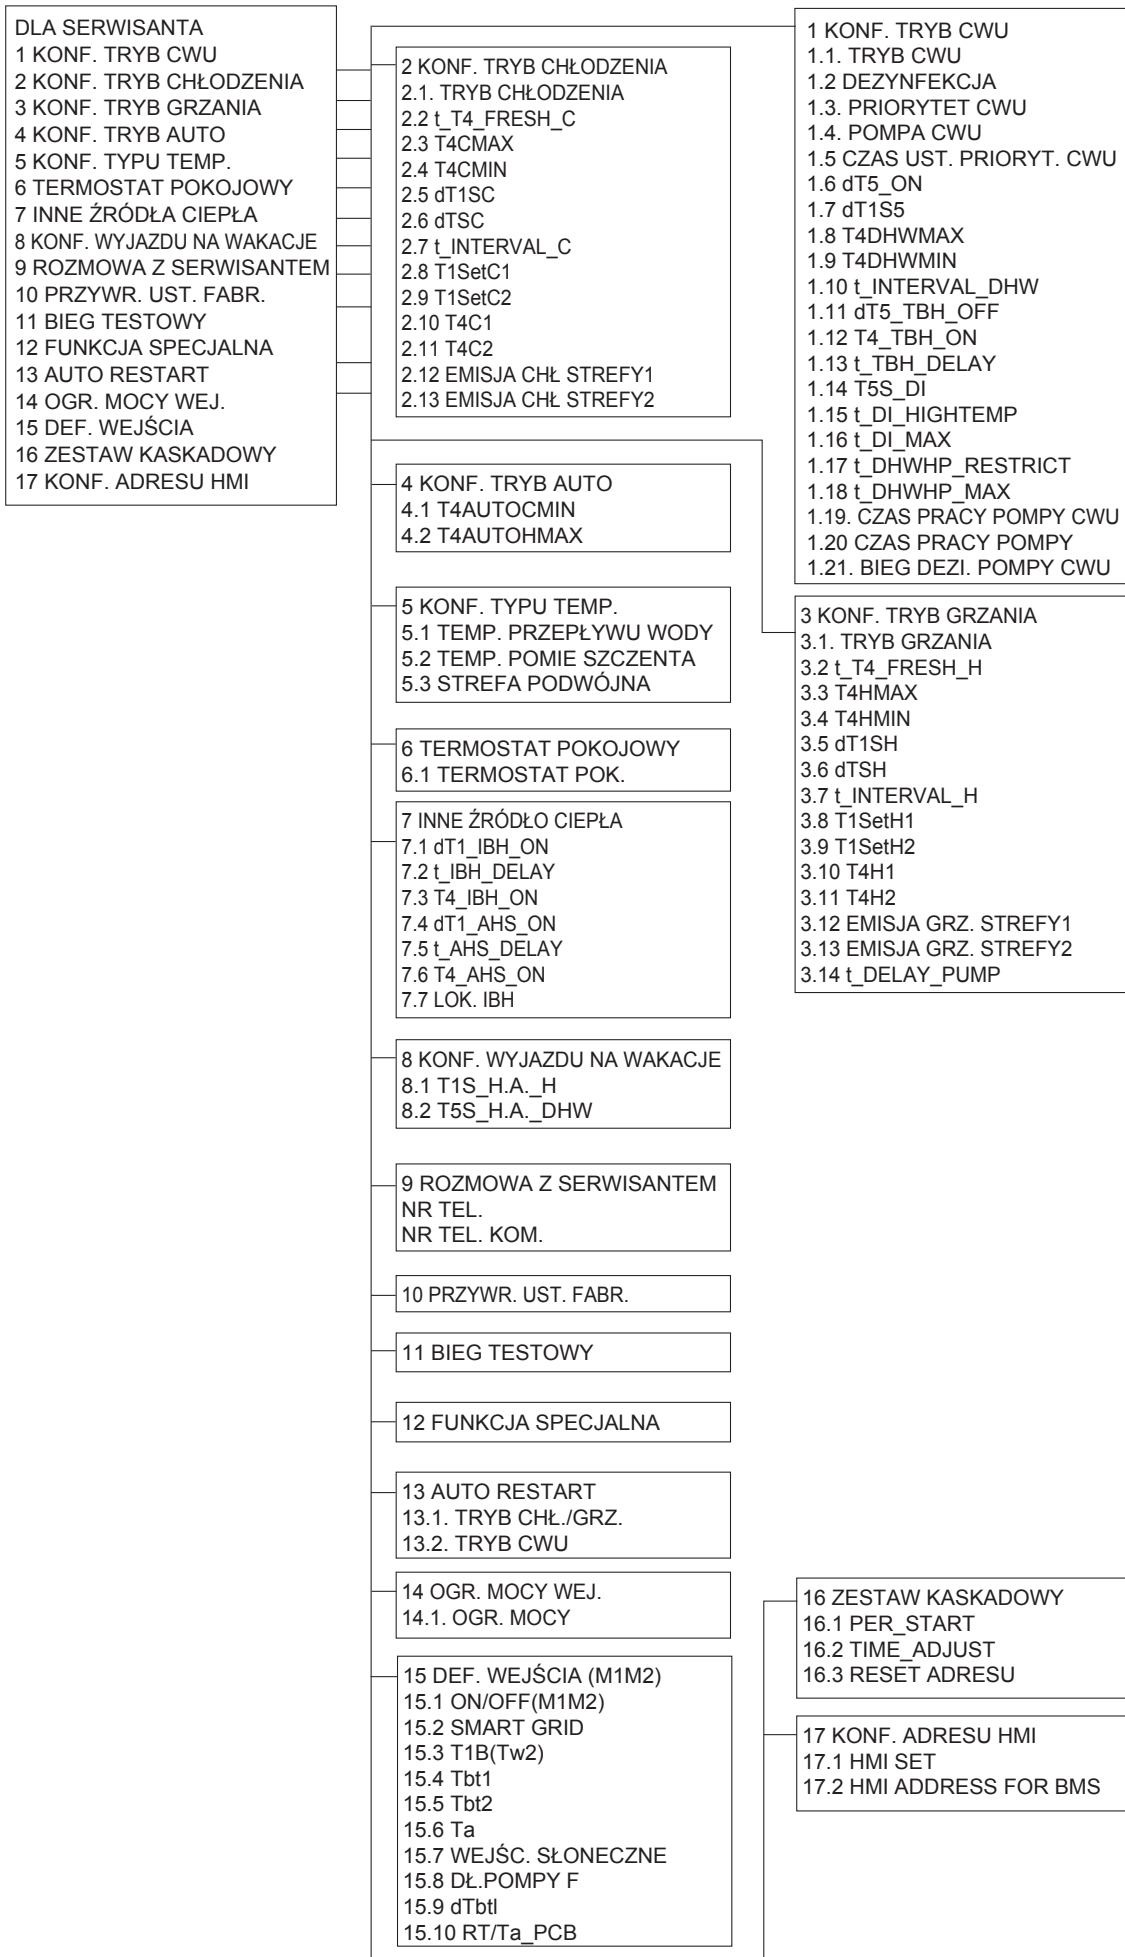 DLA SERWISANTA
1 KONF. TRYB CWU
2 KONF. TRYB CHŁODZENIA
3 KONF. TRYB GRZANIA
4 KONF. TRYB AUTO
5 KONF. TYPU TEMP.
6 TERMOSTAT POKOJOWY
7 INNE ŹRÓDŁA CIEPŁA
8 KONF. WYJAZDU NA WAKACJE
9 ROZMOWA Z SERWISANTEM
10 PRZYWR. UST. FABR.
11 BIEG TESTOWY
12 FUNKCJA SPECJALNA
13 AUTO RESTART
14 OGR. MOCY WEJ.
15 DEF. WEJŚCIA
16 ZESTAW KASKADOWY
17 KONF. ADRESU HMI
1 KONF. TRYB CWU
1.1. TRYB CWU
1.2 DEZYNFEKCJA
1.3. PRIORYTET CWU
1.4. POMPA CWU
1.5 CZAS UST. PRIORYT. CWU
1.6 dT5_ON
1.7 dT1S5
1.8 T4DHWMAX
1.9 T4DHWMIN
1.10 t_INTERVAL_DHW
1.11 dT5_TBH_OFF
1.12 T4_TBH_ON
1.13 t_TBH_DELAY
1.14 T5S_DI
1.15 t_DI_HIGHTEMP
1.16 t_DI_MAX
1.17 t_DHWHP_RESTRICT
1.18 t_DHWHP_MAX
1.19. CZAS PRACY POMPY CWU
1.20 CZAS PRACY POMPY
1.21. BIEG DEZI. POMPY CWU
2 KONF. TRYB CHŁODZENIA
2.1. TRYB CHŁODZENIA
2.2 t_T4_FRESH_C
2.3 T4CMAX
2.4 T4CMIN
2.5 dT1SC
2.6 dTSC
2.7 t_INTERVAL_C
2.8 T1SetC1
2.9 T1SetC2
2.10 T4C1
2.11 T4C2
2.12 EMISJA CHŁ STREFY1
2.13 EMISJA CHŁ STREFY2
3 KONF. TRYB GRZANIA
3.1. TRYB GRZANIA
3.2 t_T4_FRESH_H
3.3 T4HMAX
3.4 T4HMIN
3.5 dT1SH
3.6 dTSH
3.7 t_INTERVAL_H
3.8 T1SetH1
3.9 T1SetH2
3.10 T4H1
3.11 T4H2
3.12 EMISJA GRZ. STREFY1
3.13 EMISJA GRZ. STREFY2
3.14 t_DELAY_PUMP
4 KONF. TRYB AUTO
4.1 T4AUTOCMIN
4.2 T4AUTOHMAX
5 KONF. TYPU TEMP.
5.1 TEMP. PRZEPŁYWU WODY
5.2 TEMP. POMIE SZCZENTA
5.3 STREFA PODWÓJNA
6 TERMOSTAT POKOJOWY
6.1 TERMOSTAT POK.
7 INNE ŹRÓDŁO CIEPŁA
7.1 dT1_IBH_ON
7.2 t_IBH_DELAY
7.3 T4_IBH_ON
7.4 dT1_AHS_ON
7.5 t_AHS_DELAY
7.6 T4_AHS_ON
7.7 LOK. IBH
8 KONF. WYJAZDU NA WAKACJE
8.1 T1S_H.A._H
8.2 T5S_H.A._DHW
9 ROZMOWA Z SERWISANTEM
NR TEL.
NR TEL. KOM.
10 PRZYWR. UST. FABR.
11 BIEG TESTOWY
12 FUNKCJA SPECJALNA
13 AUTO RESTART
13.1. TRYB CHŁ./GRZ.
13.2. TRYB CWU
14 OGR. MOCY WEJ.
14.1. OGR. MOCY
15 DEF. WEJŚCIA (M1M2)
15.1 ON/OFF(M1M2)
15.2 SMART GRID
15.3 T1B(Tw2)
15.4 Tbt1
15.5 Tbt2
15.6 Ta
15.7 WEJŚC. SŁONECZNE
15.8 DŁ.POMPY F
15.9 dTbtl
15.10 RT/Ta_PCB
16 ZESTAW KASKADOWY
16.1 PER_START
16.2 TIME_ADJUST
16.3 RESET ADRESU
17 KONF. ADRESU HMI
17.1 HMI SET
17.2 HMI ADDRESS FOR BMS